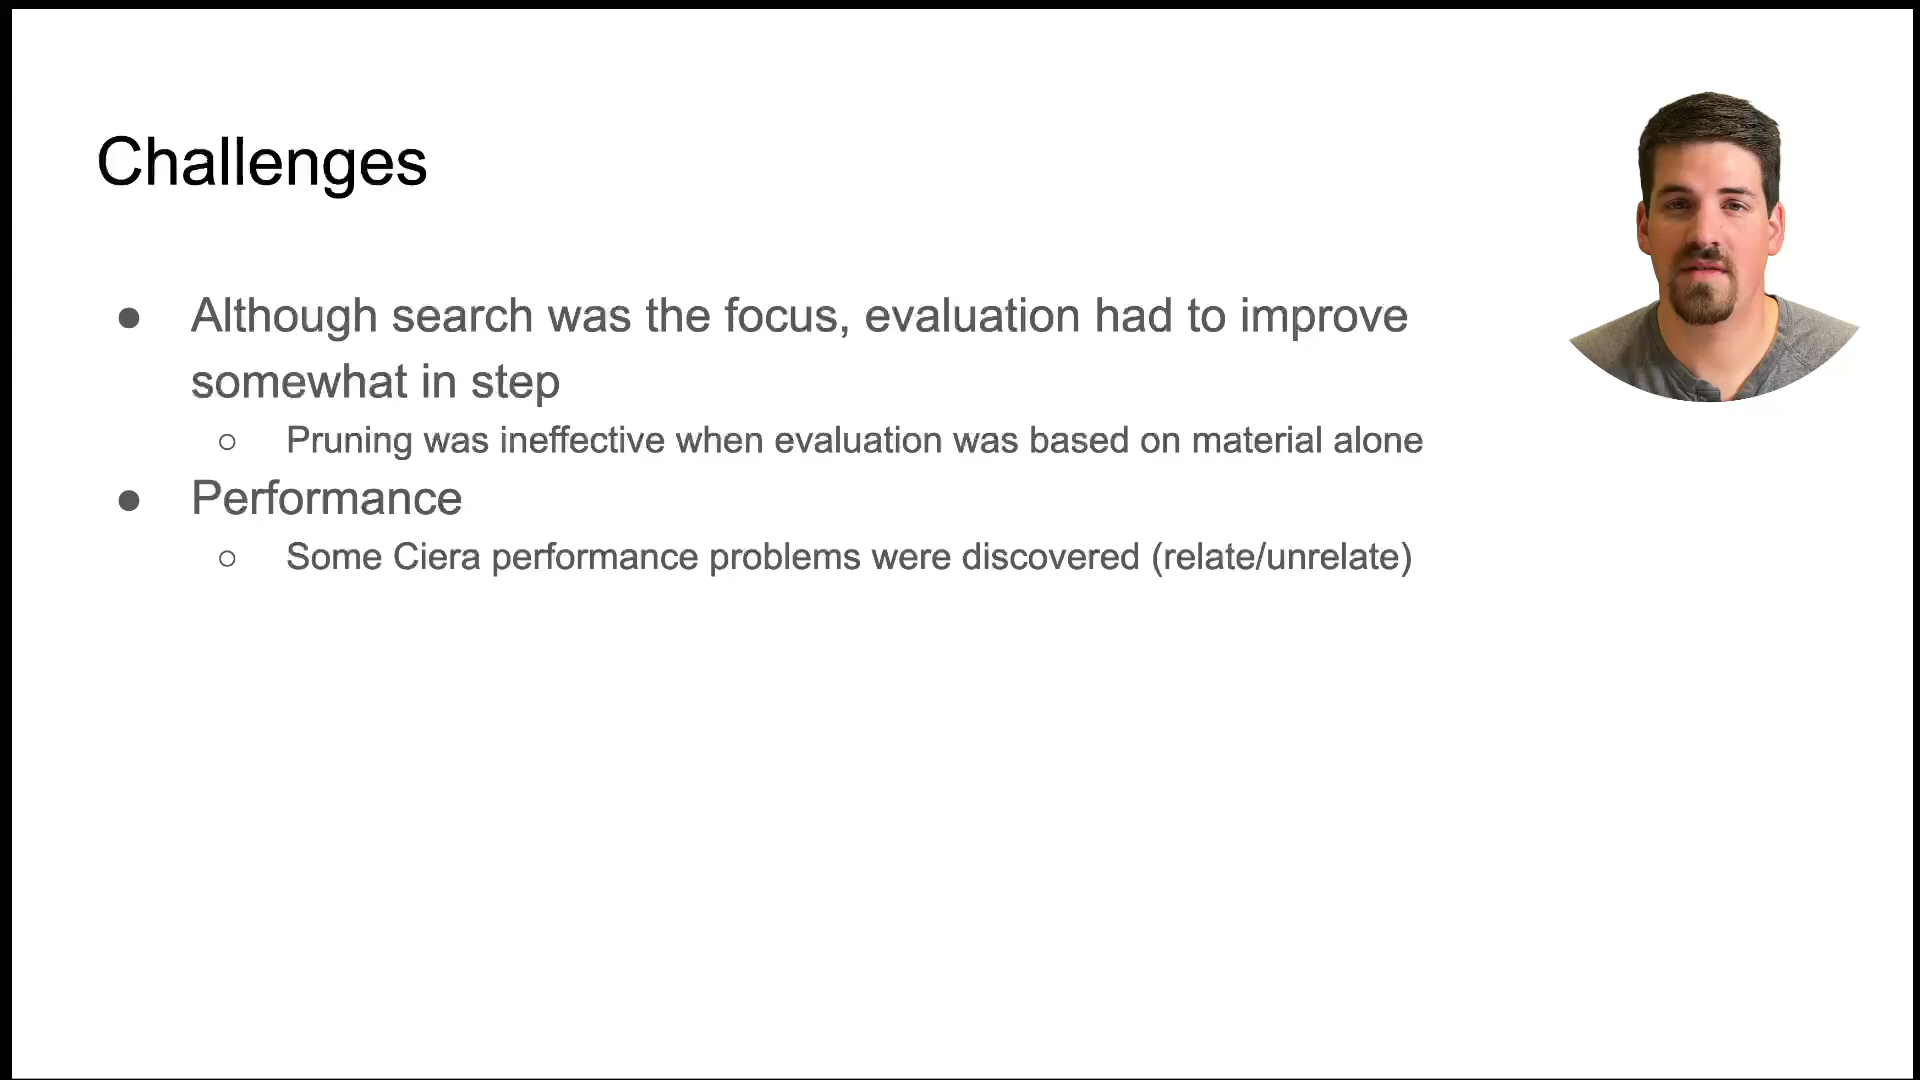 Challenges
● Although search was the focus, evaluation had to improve
somewhat in step
○ Pruning was ineffective when evaluation was based on material alone
● Performance
○ Some Ciera performance problems were discovered (relate/unrelate)